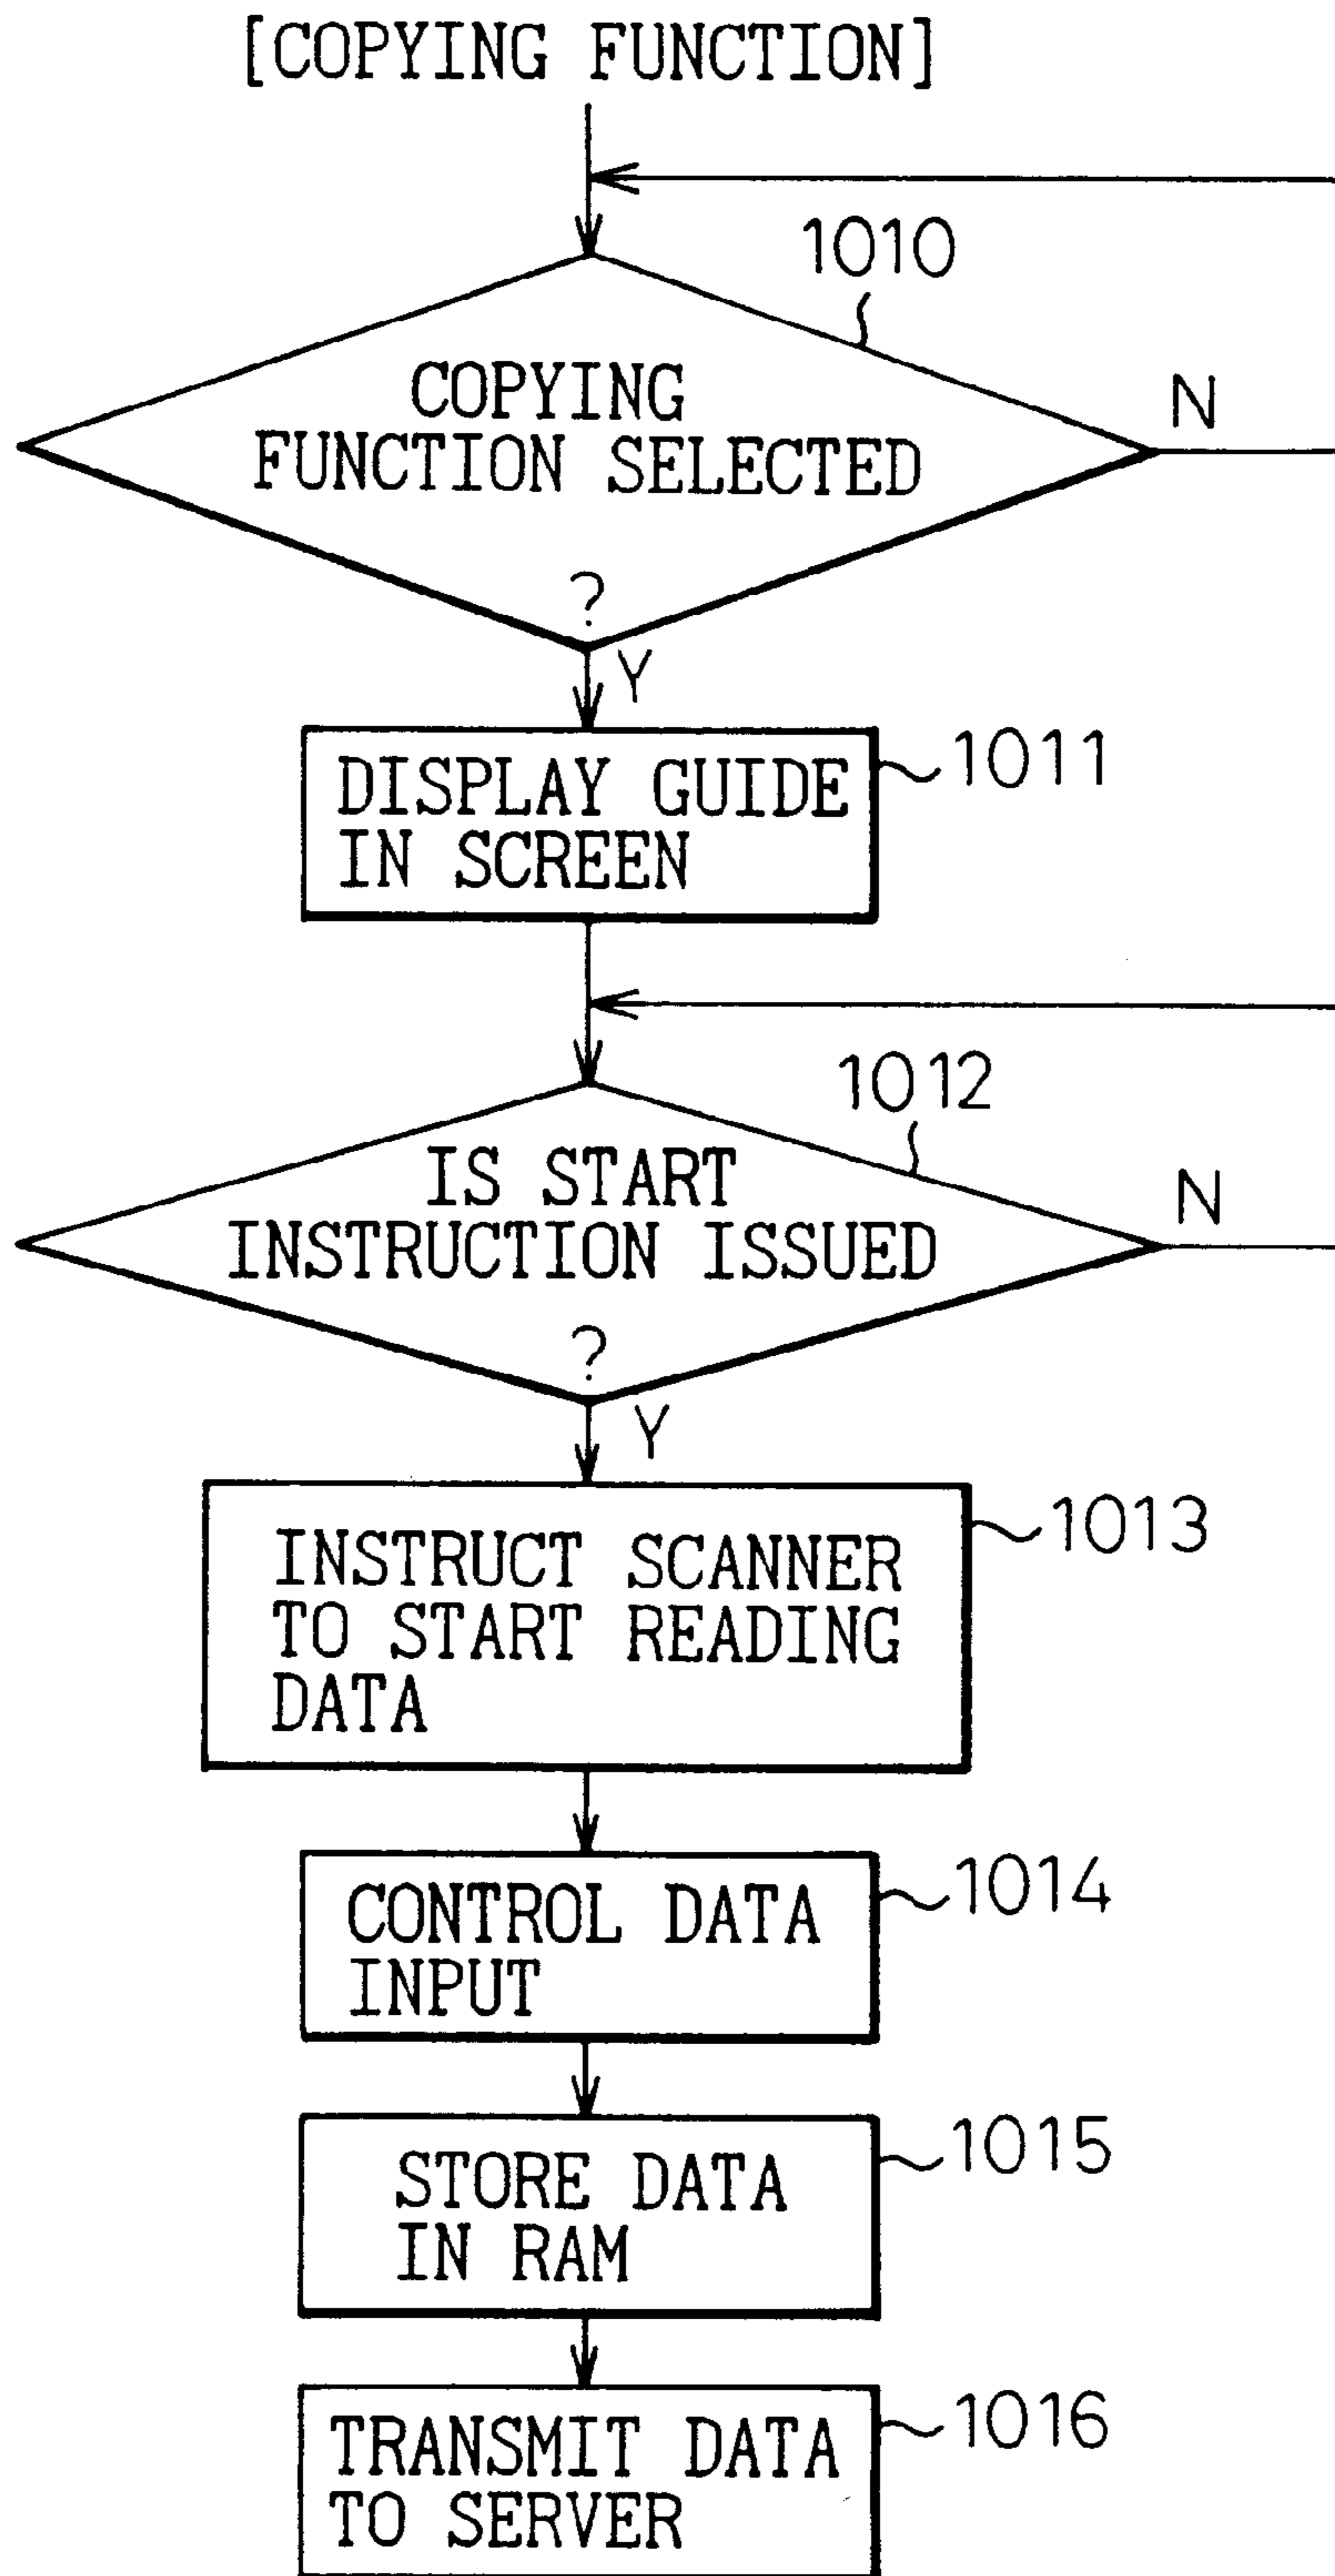 [COPYING FUNCTION]
1010
COPYING
FUNCTION SELECTED
N
?
Y
DISPLAY GUIDE
IN SCREEN
1011
1012
IS START
INSTRUCTION ISSUED
N
?
Y
INSTRUCT SCANNER
TO START READING
DATA
1013
CONTROL DATA
INPUT
1014
STORE DATA
IN RAM
1015
TRANSMIT DATA
TO SERVER
1016